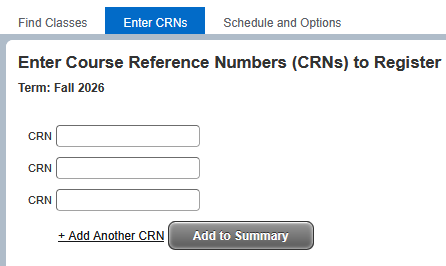 Find Classes Enter CRNs Schedule and Options
Enter Course Reference Numbers (CRNs) to Register
Term: Fall 2026
CRN
CRN
CRN
+ Add Another CRN Add to Summary